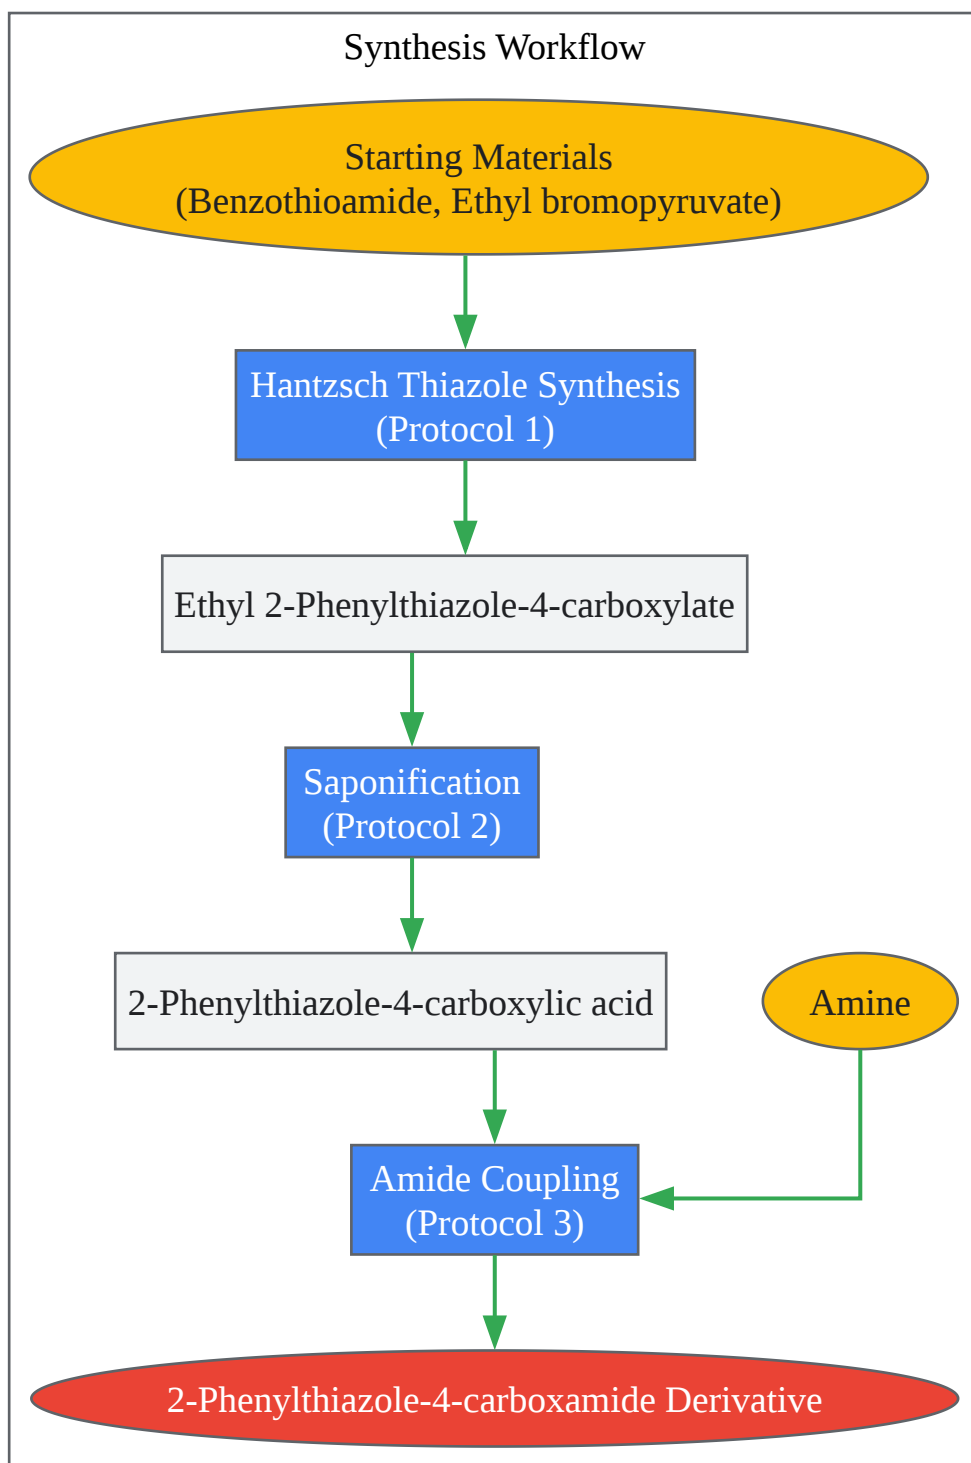 Synthesis Workflow
Starting Materials
(Benzothioamide, Ethyl bromopyruvate)
Hantzsch Thiazole Synthesis
(Protocol 1)
Ethyl 2-Phenylthiazole-4-carboxylate
Saponification
(Protocol 2)
2-Phenylthiazole-4-carboxylic acid
Amine
Amide Coupling
(Protocol 3)
2-Phenylthiazole-4-carboxamide Derivative